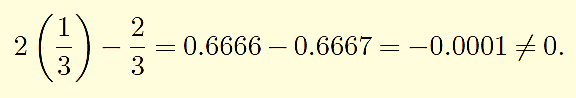 2 (1/3) − 2/3 = 0.6666 − 0.6667 = −0.0001 ≠ 0.